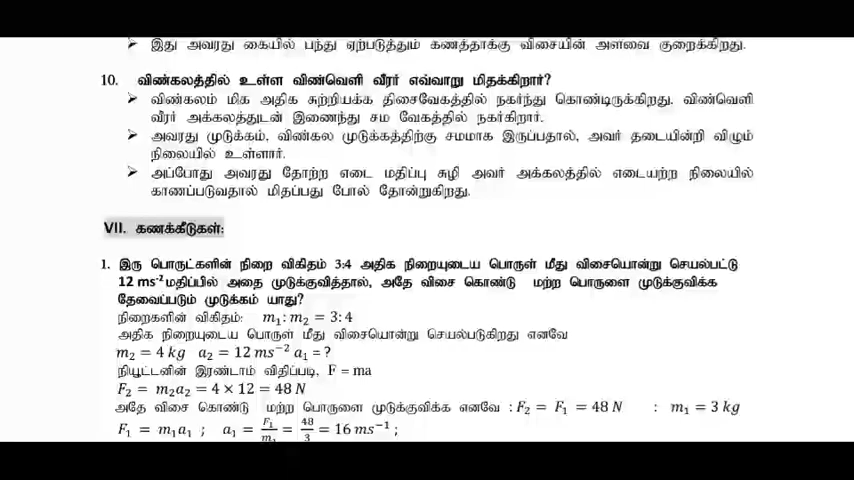 ➢ இது அவரது கையில் பந்து ஏற்படுத்தும் கணத்தாக்கு விசையின் அளவை குறைக்கிறது.
10. விண்கலத்தில் உள்ள விண்வெளி வீரர் எவ்வாறு மிதக்கிறார்?
➢ விண்கலம் மிக அதிக சுற்றியக்க திசைவேகத்தில் நகர்ந்து கொண்டிருக்கிறது. விண்வெளி
வீரர் அக்கலத்துடன் இணைந்து சம வேகத்தில் நகர்கிறார்.
➢ அவரது முடுக்கம், விண்கல முடுக்கத்திற்கு சமமாக இருப்பதால், அவர் தடையின்றி விழும்
நிலையில் உள்ளார்.
➢ அப்போது அவரது தோற்ற எடை மதிப்பு சுழி அவர் அக்கலத்தில் எடையற்ற நிலையில்
காணப்படுவதால் மிதப்பது போல் தோன்றுகிறது.
VII. கணக்கீடுகள்:
1. இரு பொருட்களின் நிறை விகிதம் 3:4 அதிக நிறையுடைய பொருள் மீது விசையொன்று செயல்பட்டு
12 ms⁻² மதிப்பில் அதை முடுக்குவித்தால், அதே விசை கொண்டு மற்ற பொருளை முடுக்குவிக்க
தேவைப்படும் முடுக்கம் யாது?
நிறைகளின் விகிதம்: m₁: m₂ = 3: 4
அதிக நிறையுடைய பொருள் மீது விசையொன்று செயல்படுகிறது எனவே
m₂ = 4 kg a₂ = 12 ms⁻² a₁ = ?
நியூட்டனின் இரண்டாம் விதிப்படி, F = ma
F₂ = m₂a₂ = 4 × 12 = 48 N
அதே விசை கொண்டு மற்ற பொருளை முடுக்குவிக்க எனவே : F₂ = F₁ = 48 N : m₁ = 3 kg
F₁ = m₁a₁ ; a₁ = F₁/m₁ = 48/3 = 16 ms⁻¹ ;